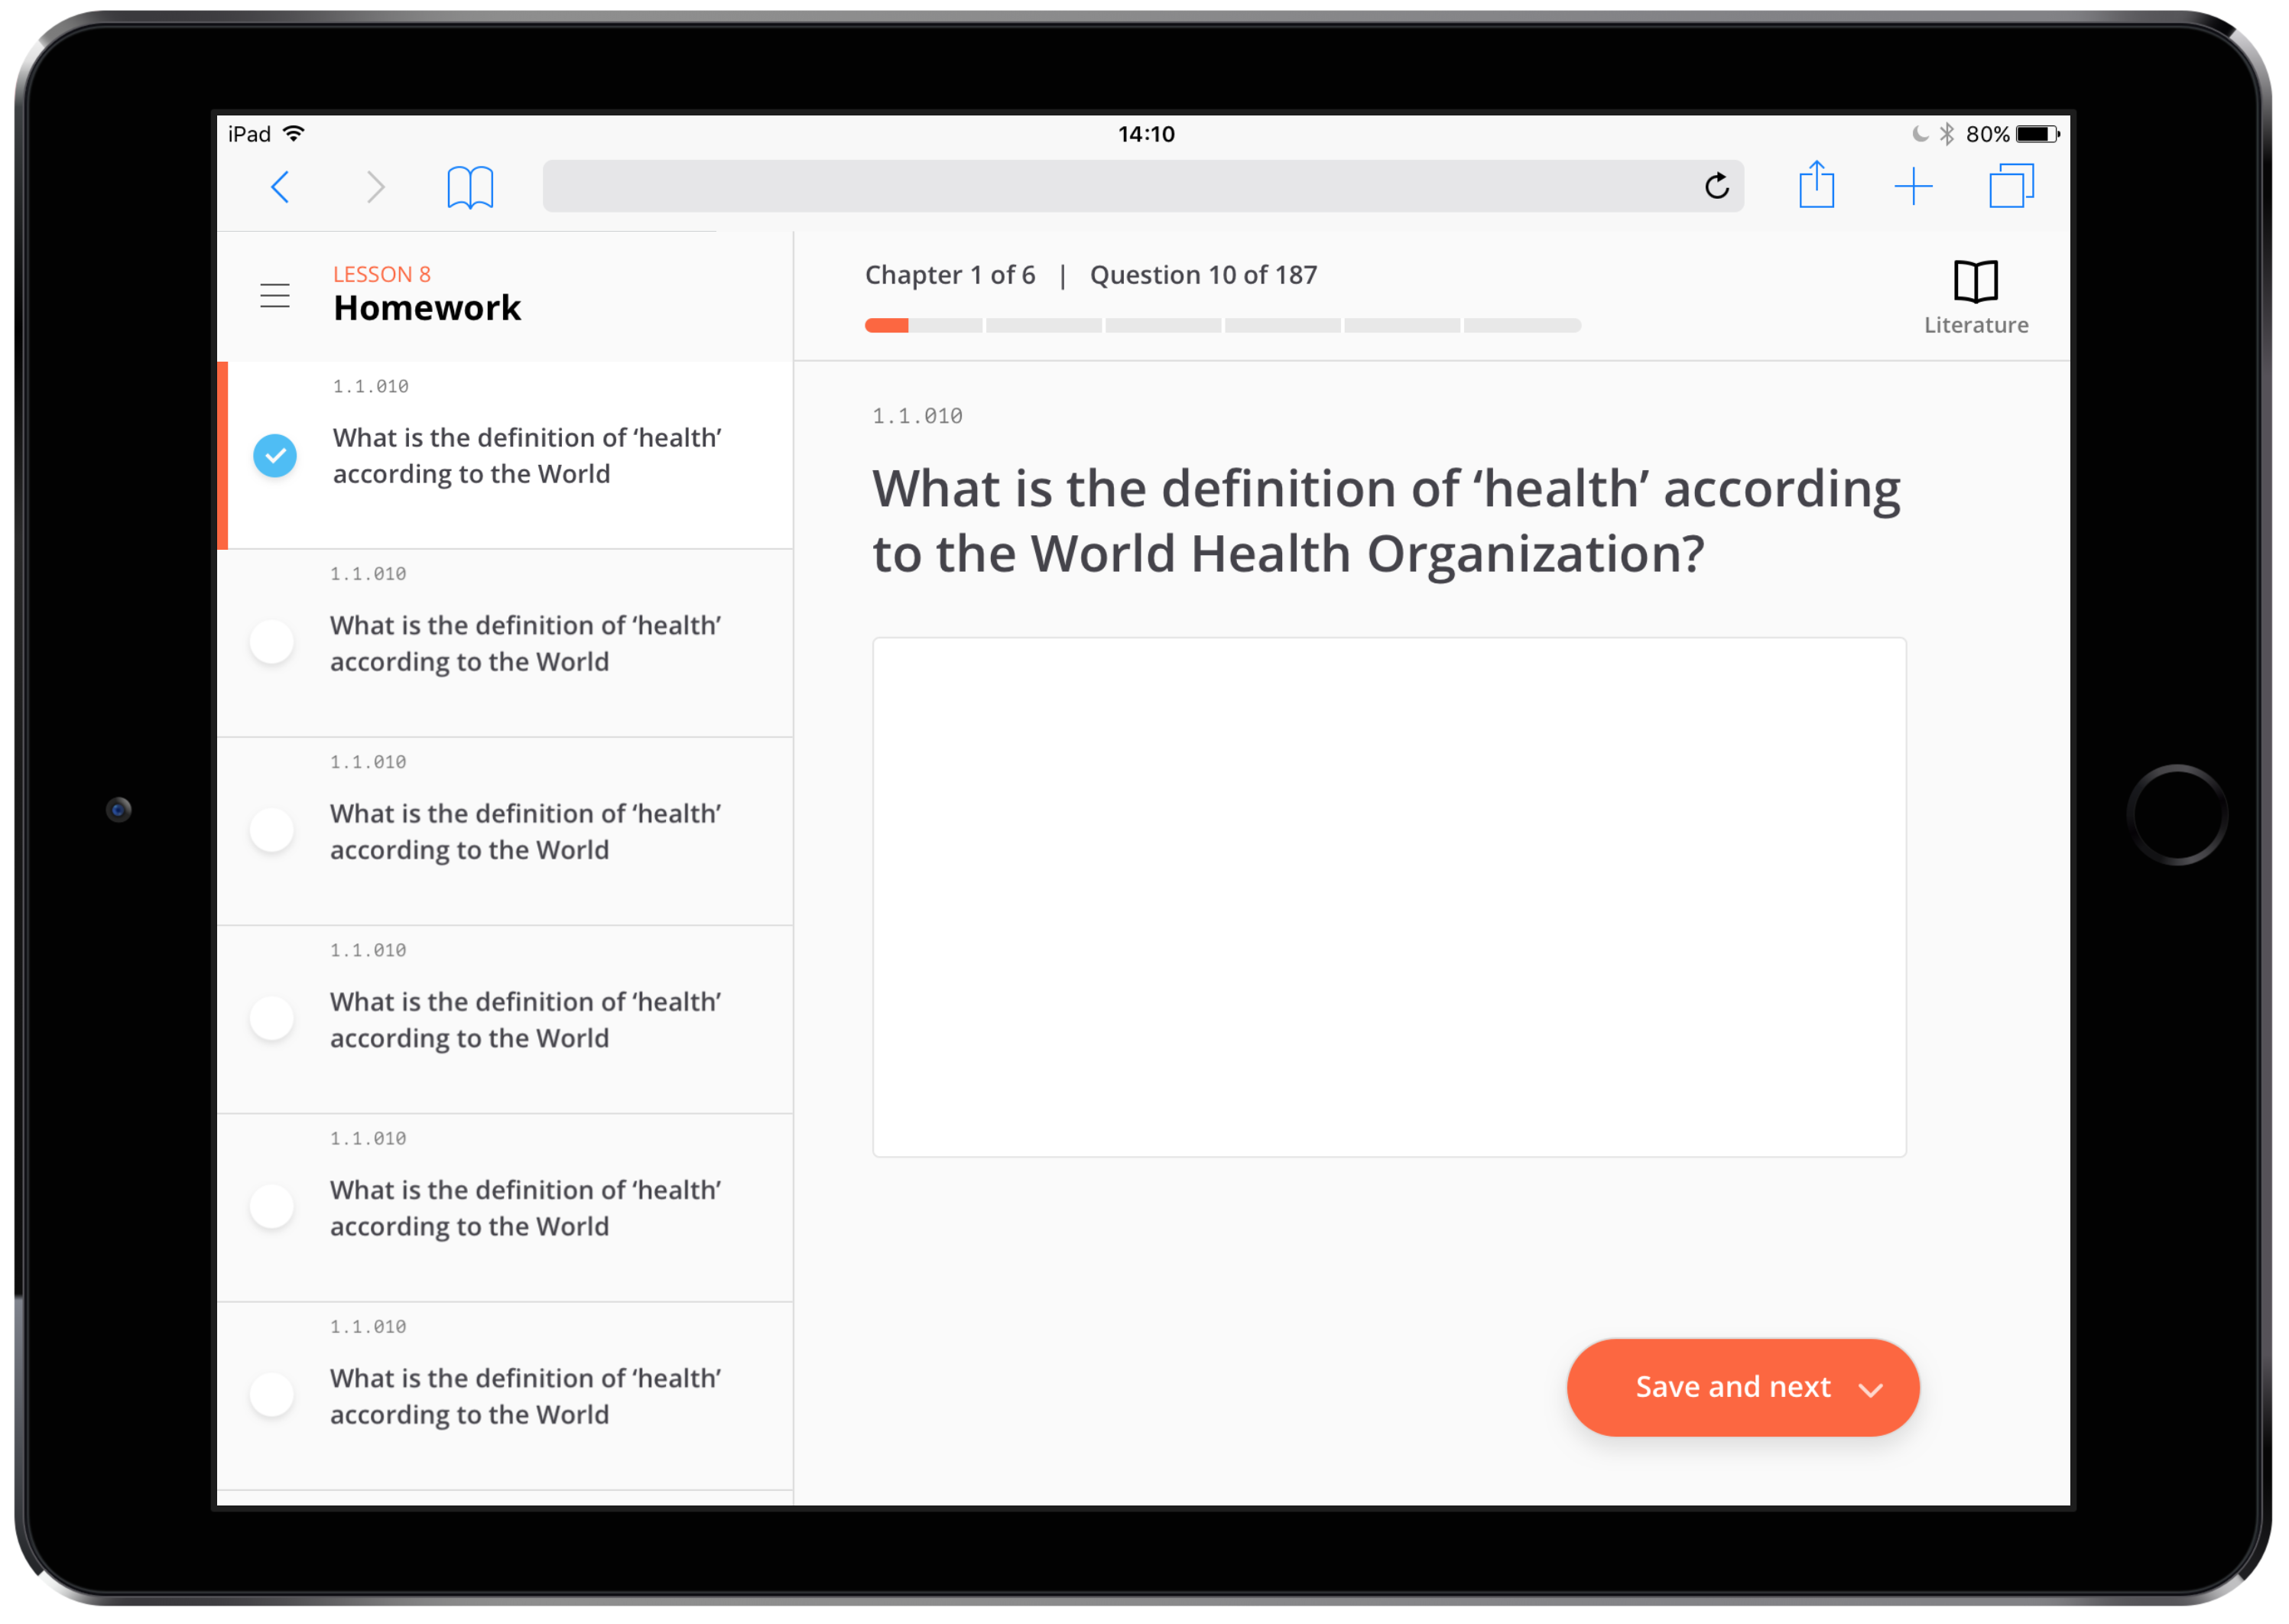 iPad
14:10
80%
LESSON 8
Homework
Chapter 1 of 6 | Question 10 of 187
Literature
1.1.010
What is the definition of ‘health’
according to the World
1.1.010
What is the definition of ‘health’
according to the World
1.1.010
What is the definition of ‘health’
according to the World
1.1.010
What is the definition of ‘health’
according to the World
1.1.010
What is the definition of ‘health’
according to the World
1.1.010
What is the definition of ‘health’
according to the World
1.1.010
What is the definition of ‘health’ according
to the World Health Organization?
Save and next